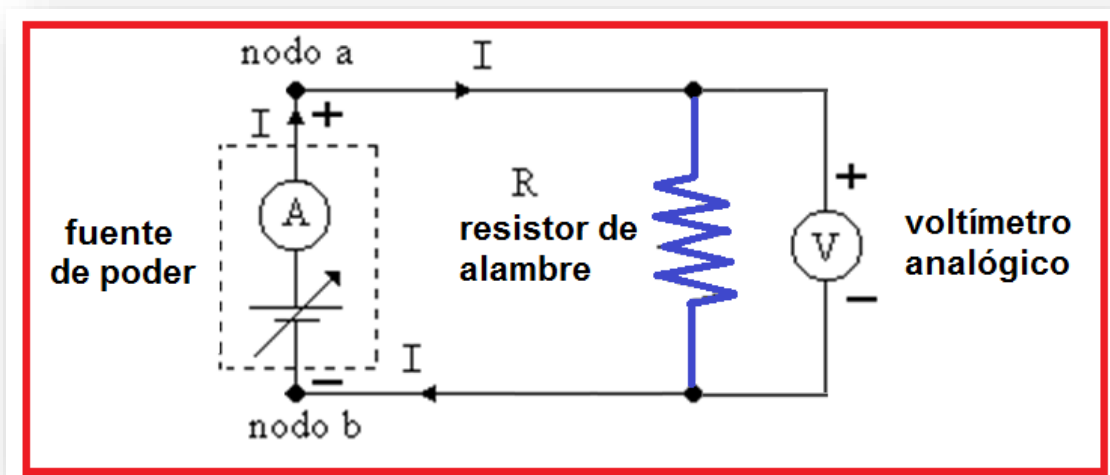 nodo a
I
I
+
A
fuente
de poder
R
resistor de
alambre
+
V
−
voltímetro
analógico
I
−
nodo b